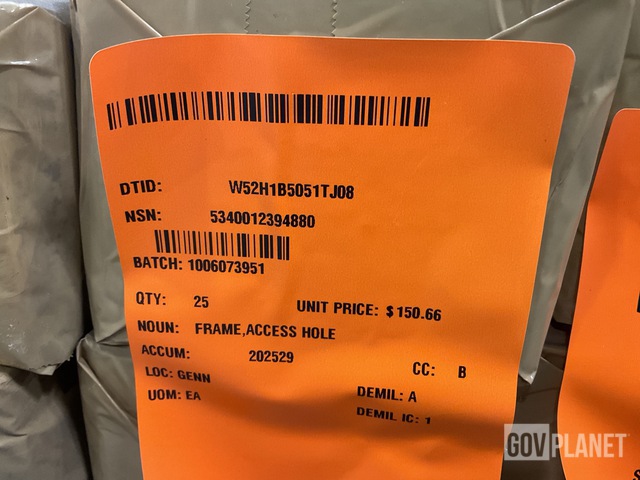 DTID: W52H1B5051TJ08
NSN: 5340012394880
BATCH: 1006073951
QTY: 25 UNIT PRICE: $150.66
NOUN: FRAME,ACCESS HOLE
ACCUM: 202529 CC: B
LOC: GENN DEMIL: A
UOM: EA DEMIL IC: 1
GOVPLANET